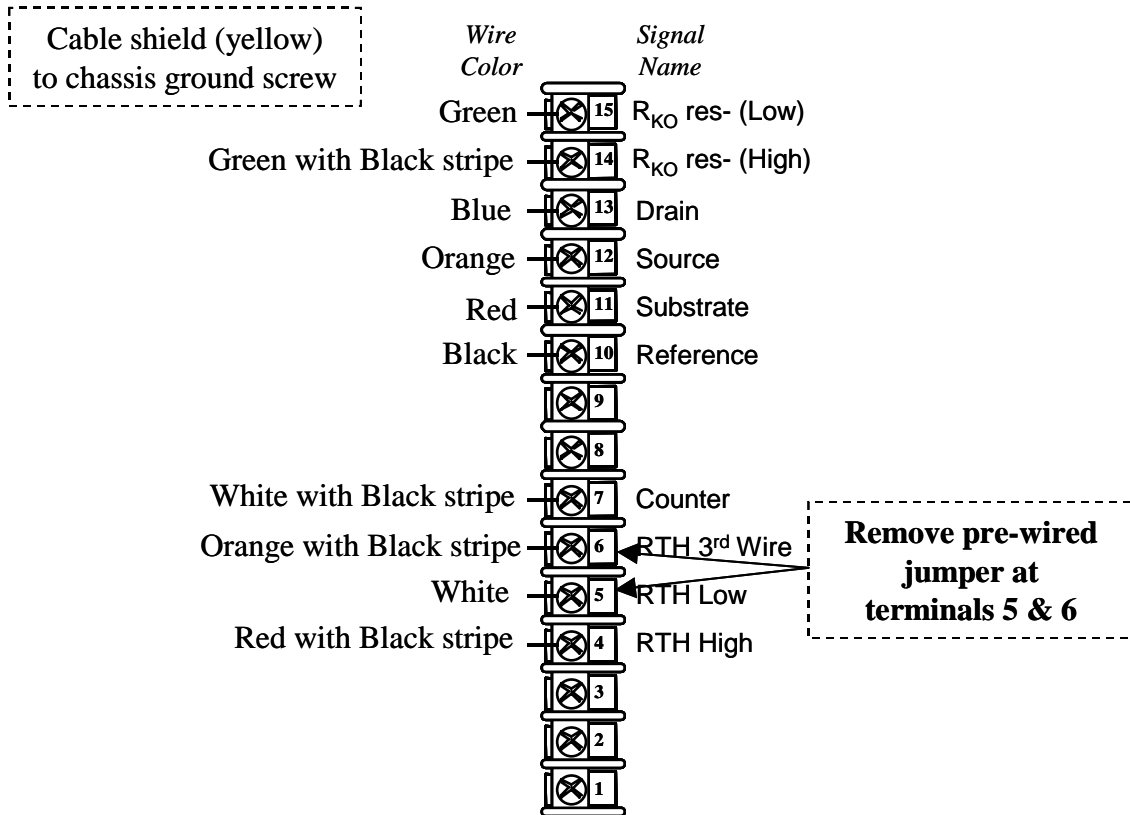 Cable shield (yellow)
to chassis ground screw
Wire Color
Signal Name
Green 15 R_KO res- (Low)
Green with Black stripe 14 R_KO res- (High)
Blue 13 Drain
Orange 12 Source
Red 11 Substrate
Black 10 Reference
9
8
White with Black stripe 7 Counter
Orange with Black stripe 6 RTH 3rd Wire
White 5 RTH Low
Red with Black stripe 4 RTH High
3
2
1
Remove pre-wired
jumper at
terminals 5 & 6